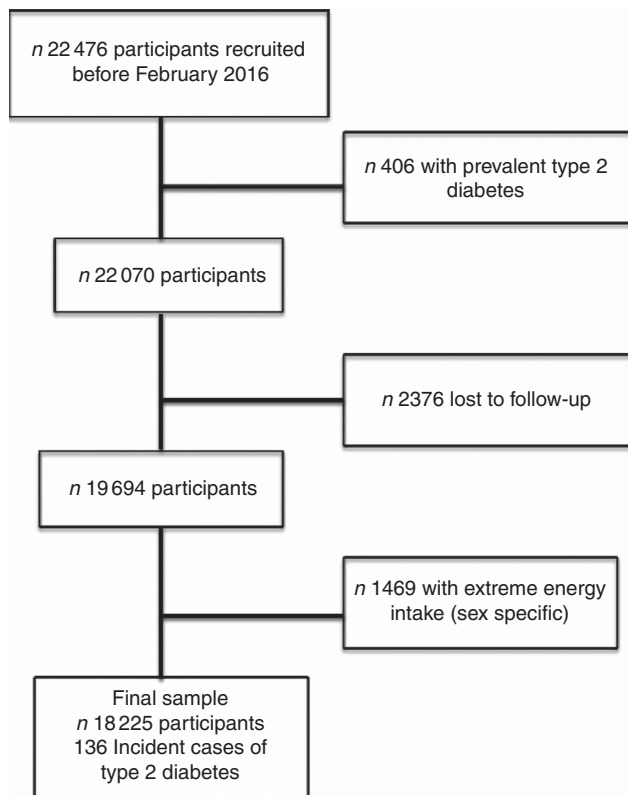 n 22 476 participants recruited
before February 2016
n 406 with prevalent type 2
diabetes
n 22 070 participants
n 2376 lost to follow-up
n 19 694 participants
n 1469 with extreme energy
intake (sex specific)
Final sample
n 18 225 participants
136 Incident cases of
type 2 diabetes